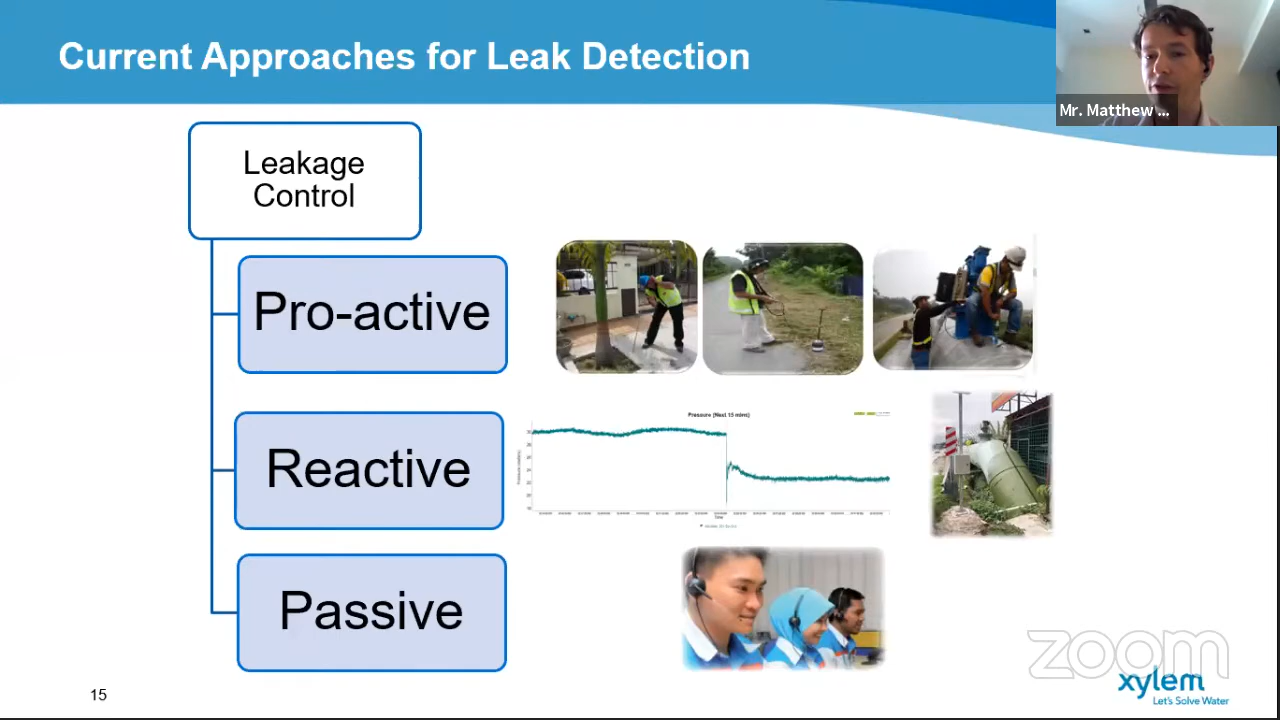 Current Approaches for Leak Detection
Mr. Matthew ...
Leakage
Control
Pro-active
Reactive
Pressure (Next 15 mins)
Time
Passive
15
zoom
xylem
Let's Solve Water